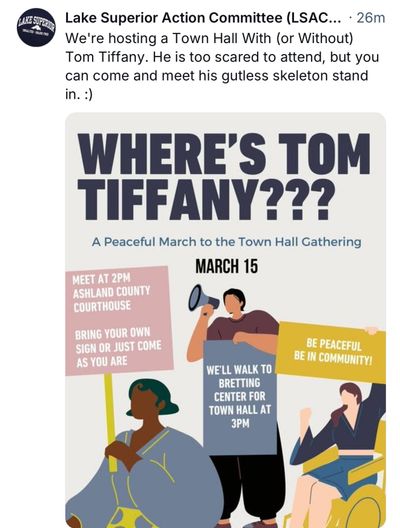 Lake Superior Action Committee (LSAC... · 26m
We're hosting a Town Hall With (or Without)
Tom Tiffany. He is too scared to attend, but you
can come and meet his gutless skeleton stand
in. :)
LAKE SUPERIOR
WHERE'S TOM
TIFFANY???
A Peaceful March to the Town Hall Gathering
MARCH 15
MEET AT 2PM
ASHLAND COUNTY
COURTHOUSE
BRING YOUR OWN
SIGN OR JUST COME
AS YOU ARE
WE'LL WALK TO
BRETTING
CENTER FOR
TOWN HALL AT
3PM
BE PEACEFUL
BE IN COMMUNITY!